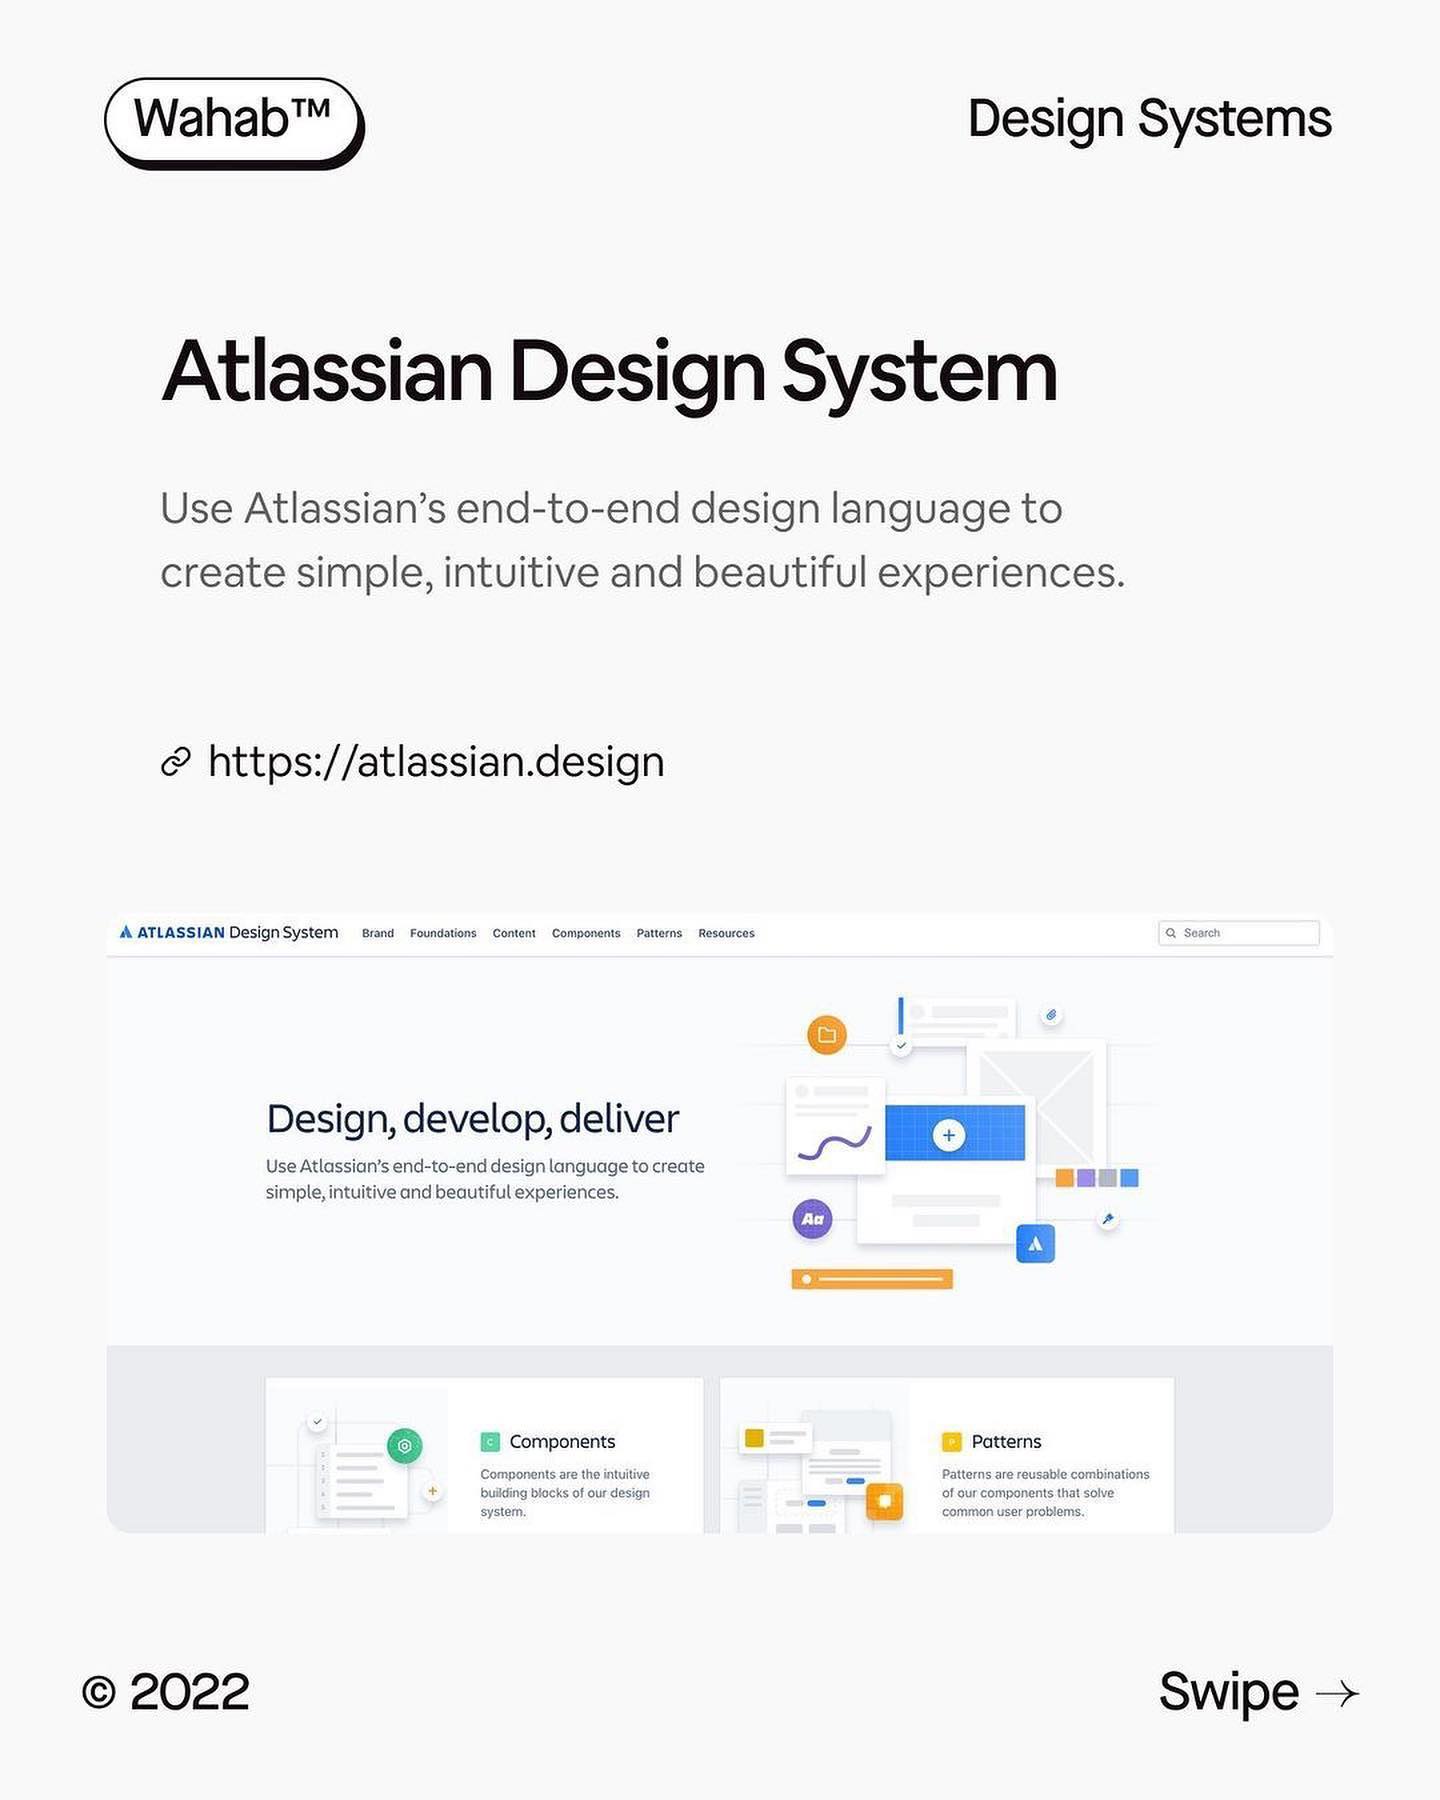 Wahab™
Design Systems
Atlassian Design System
Use Atlassian’s end-to-end design language to
create simple, intuitive and beautiful experiences.
https://atlassian.design
ATLASSIAN Design System
Brand
Foundations
Content
Components
Patterns
Resources
Search
Design, develop, deliver
Use Atlassian’s end-to-end design language to create
simple, intuitive and beautiful experiences.
Aa
C
Components
Components are the intuitive
building blocks of our design
system.
P
Patterns
Patterns are reusable combinations
of our components that solve
common user problems.
© 2022
Swipe →